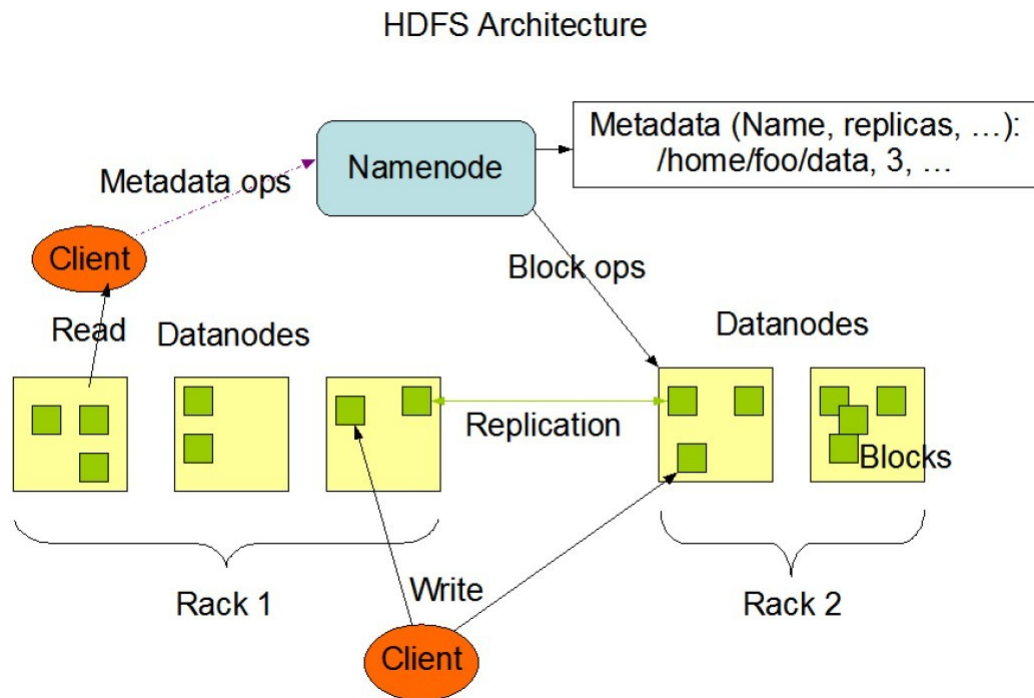 HDFS Architecture
Metadata (Name, replicas, …):
/home/foo/data, 3, …
Namenode
Metadata ops
Client
Block ops
Read
Datanodes
Datanodes
Replication
Blocks
Rack 1
Write
Rack 2
Client